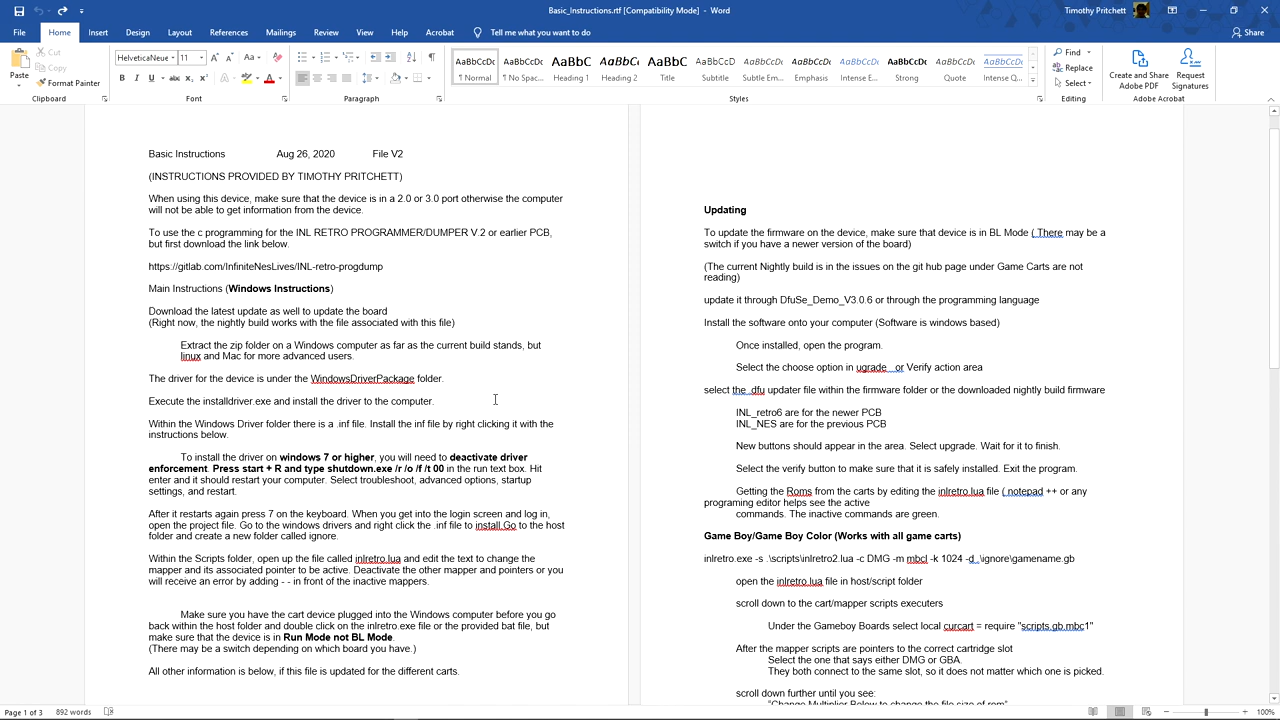 Basic_Instructions.rtf [Compatibility Mode] - Word
Timothy Pritchett
File Home Insert Design Layout References Mailings Review View Help Acrobat Tell me what you want to do Share
Paste
Cut
Copy
Format Painter
Clipboard
HelveticaNeue 11
Font
Paragraph
AaBbCcDc AaBbCcDc AaBbC AaBbCc AaBbC AaBbCcDc AaBbCcDc AaBbCcDc AaBbCcDc AaBbCcDc AaBbCcDc AaBbCcDc
¶ Normal ¶ No Spac... Heading 1 Heading 2 Title Subtitle Subtle Em... Emphasis Intense E... Strong Quote Intense Q...
Styles
Find
Replace
Select
Editing
Create and Share Adobe PDF
Request Signatures
Adobe Acrobat
Basic Instructions Aug 26, 2020 File V2
(INSTRUCTIONS PROVIDED BY TIMOTHY PRITCHETT)
When using this device, make sure that the device is in a 2.0 or 3.0 port otherwise the computer
will not be able to get information from the device.
To use the c programming for the INL RETRO PROGRAMMER/DUMPER V.2 or earlier PCB,
but first download the link below.
https://gitlab.com/InfiniteNesLives/INL-retro-progdump
Main Instructions (Windows Instructions)
Download the latest update as well to update the board
(Right now, the nightly build works with the file associated with this file)
Extract the zip folder on a Windows computer as far as the current build stands, but
linux and Mac for more advanced users.
The driver for the device is under the WindowsDriverPackage folder.
Execute the installdriver.exe and install the driver to the computer.
Within the Windows Driver folder there is a .inf file. Install the inf file by right clicking it with the
instructions below.
To install the driver on windows 7 or higher, you will need to deactivate driver
enforcement. Press start + R and type shutdown.exe /r /o /f /t 00 in the run text box. Hit
enter and it should restart your computer. Select troubleshoot, advanced options, startup
settings, and restart.
After it restarts again press 7 on the keyboard. When you get into the login screen and log in,
open the project file. Go to the windows drivers and right click the .inf file to install.Go to the host
folder and create a new folder called ignore.
Within the Scripts folder, open up the file called inlretro.lua and edit the text to change the
mapper and its associated pointer to be active. Deactivate the other mapper and pointers or you
will receive an error by adding - - in front of the inactive mappers.
Make sure you have the cart device plugged into the Windows computer before you go
back within the host folder and double click on the inlretro.exe file or the provided bat file, but
make sure that the device is in Run Mode not BL Mode.
(There may be a switch depending on which board you have.)
All other information is below, if this file is updated for the different carts.
Updating
To update the firmware on the device, make sure that device is in BL Mode ( There may be a
switch if you have a newer version of the board)
(The current Nightly build is in the issues on the git hub page under Game Carts are not
reading)
update it through DfuSe_Demo_V3.0.6 or through the programming language
Install the software onto your computer (Software is windows based)
Once installed, open the program.
Select the choose option in ugrade or Verify action area
select the .dfu updater file within the firmware folder or the downloaded nightly build firmware
INL_retro6 are for the newer PCB
INL_NES are for the previous PCB
New buttons should appear in the area. Select upgrade. Wait for it to finish.
Select the verify button to make sure that it is safely installed. Exit the program.
Getting the Roms from the carts by editing the inlretro.lua file ( notepad ++ or any
programing editor helps see the active
commands. The inactive commands are green.
Game Boy/Game Boy Color (Works with all game carts)
inlretro.exe -s .\scripts\inlretro2.lua -c DMG -m mbcl -k 1024 -d .\ignore\gamename.gb
open the inlretro.lua file in host/script folder
scroll down to the cart/mapper scripts executers
Under the Gameboy Boards select local curcart = require "scripts.gb.mbc1"
After the mapper scripts are pointers to the correct cartridge slot
Select the one that says either DMG or GBA.
They both connect to the same slot, so it does not matter which one is picked.
scroll down further until you see:
"Change Multiplier Below to change the file size of rom"
Page 1 of 3 892 words 100%